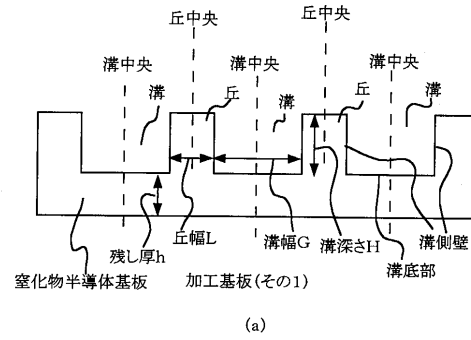 丘中央
丘中央
溝中央
溝中央
溝中央
溝
丘
溝
丘
溝
残し厚h
丘幅L
溝幅G
溝深さH
溝底部
溝側壁
窒化物半導体基板
加工基板(その1)
(a)